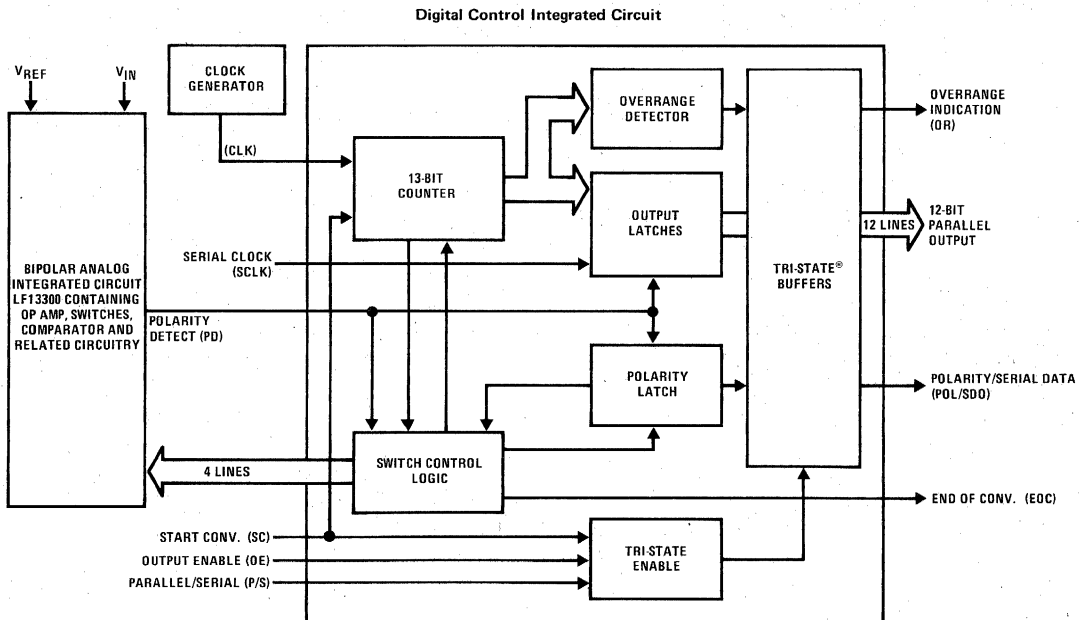 Digital Control Integrated Circuit
CLOCK
GENERATOR
VREF
VIN
(CLK)
13-BIT
COUNTER
OVERRANGE
DETECTOR
OVERRANGE
INDICATION
(OR)
OUTPUT
LATCHES
12 LINES
12-BIT
PARALLEL
OUTPUT
SERIAL CLOCK
(SCLK)
TRI-STATE®
BUFFERS
BIPOLAR ANALOG
INTEGRATED CIRCUIT
LF13300 CONTAINING
OP AMP, SWITCHES,
COMPARATOR AND
RELATED CIRCUITRY
POLARITY
DETECT (PD)
POLARITY
LATCH
POLARITY/SERIAL DATA
(POL/SDO)
4 LINES
SWITCH CONTROL
LOGIC
END OF CONV. (EOC)
START CONV. (SC)
OUTPUT ENABLE (OE)
PARALLEL/SERIAL (P/S)
TRI-STATE
ENABLE